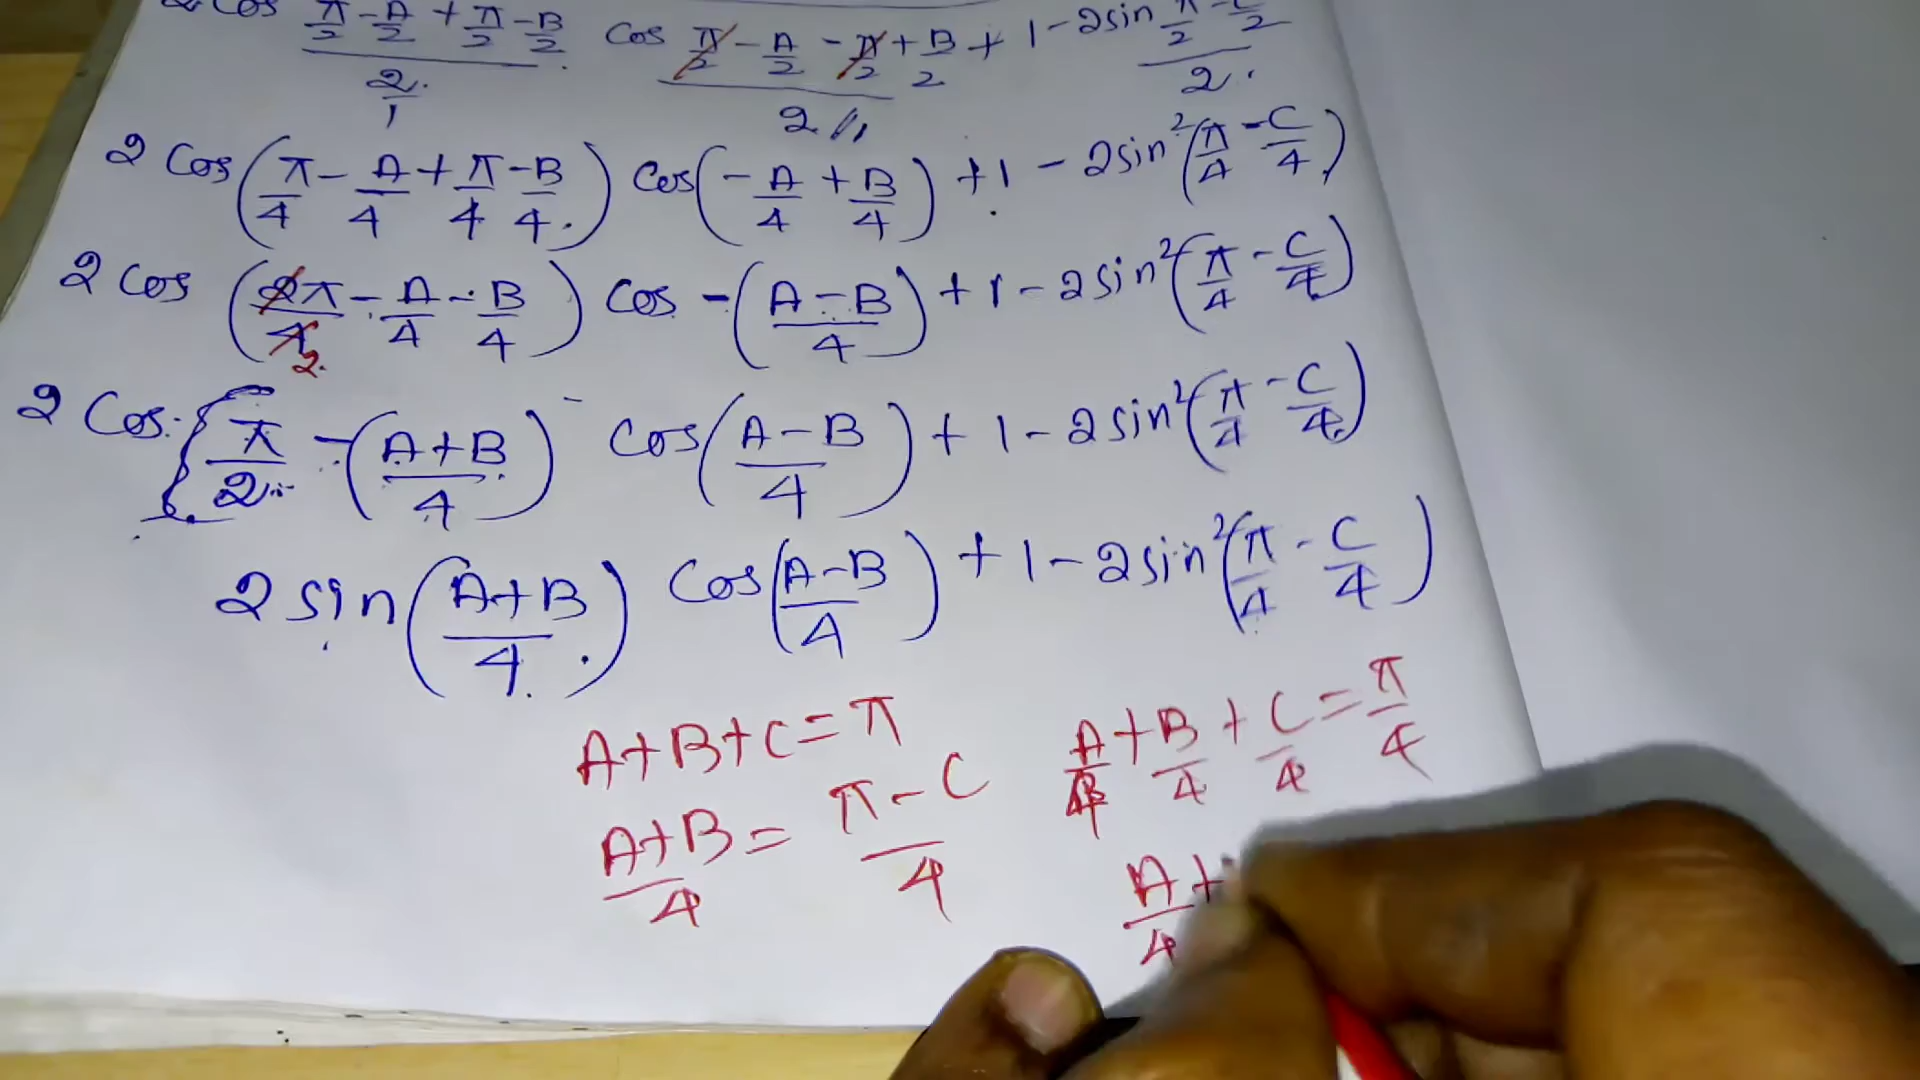 2 Cos π/2 - A/2 + π/2 - B/2 / 2 Cos π/2 - A/2 - π/2 + B/2 / 2 + 1 - 2sin π/2 - C/2 / 2
2 Cos (π/4 - A/4 + π/4 - B/4) Cos (-A/4 + B/4) + 1 - 2sin² (π/4 - C/4)
2 Cos (2π/4 - A/4 - B/4) Cos -(A-B/4) + 1 - 2sin² (π/4 - C/4)
2 Cos {π/2 - (A+B/4) Cos (A-B/4) + 1 - 2sin² (π/4 - C/4)
2 sin (A+B/4) Cos (A-B/4) + 1 - 2sin² (π/4 - C/4)
A+B+C = π
A+B/4 = π-C/4
A/4 + B/4 + C/4 = π/4
A/4 +